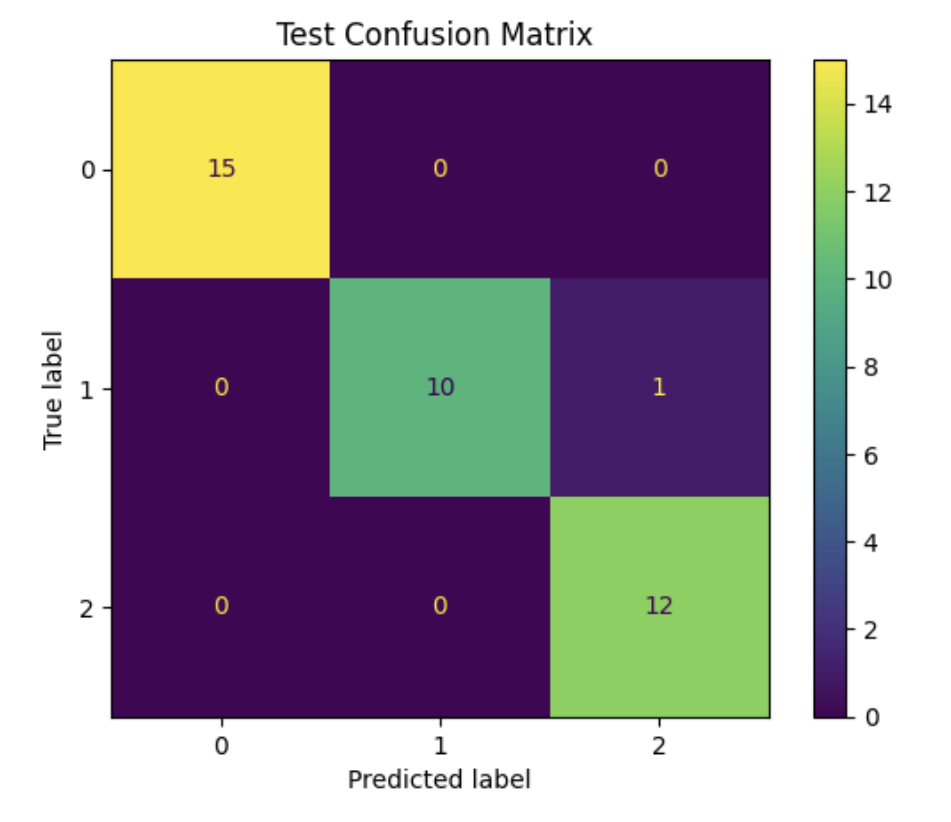 Test Confusion Matrix
True label
0 15 0 0
1 0 10 1
2 0 0 12
0 1 2
Predicted label
14
12
10
8
6
4
2
0